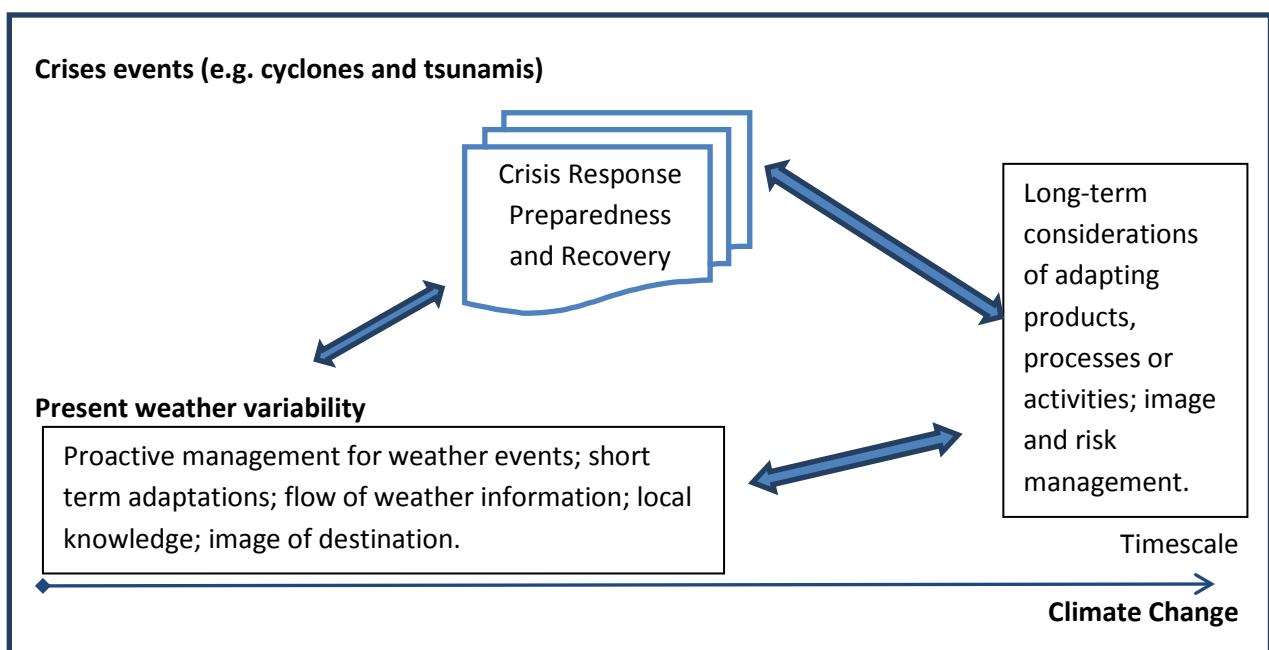 Crises events (e.g. cyclones and tsunamis)
Crisis Response
Preparedness
and Recovery
Long-term
considerations
of adapting
products,
processes or
activities; image
and risk
management.
Present weather variability
Proactive management for weather events; short
term adaptations; flow of weather information; local
knowledge; image of destination.
Timescale
Climate Change